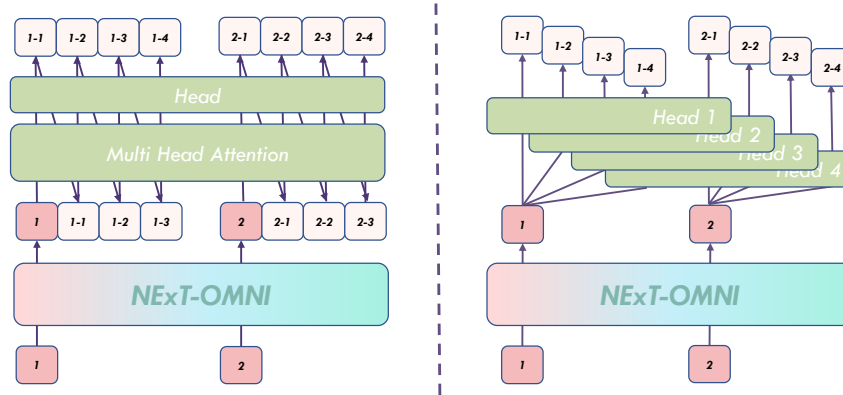 1-1 1-2 1-3 1-4 2-1 2-2 2-3 2-4
Head
Multi Head Attention
1 1-1 1-2 1-3 2 2-1 2-2 2-3
NExT-OMNI
1 2
1-1 1-2 1-3 1-4 2-1 2-2 2-3 2-4
Head 1
Head 2
Head 3
Head 4
1 2
NExT-OMNI
1 2